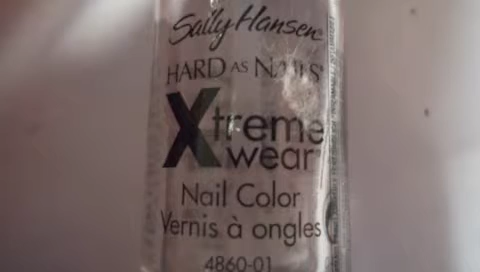 Sally Hansen®
HARD AS NAILS®
Xtreme
wear
Nail Color
Vernis à ongles
4860-01